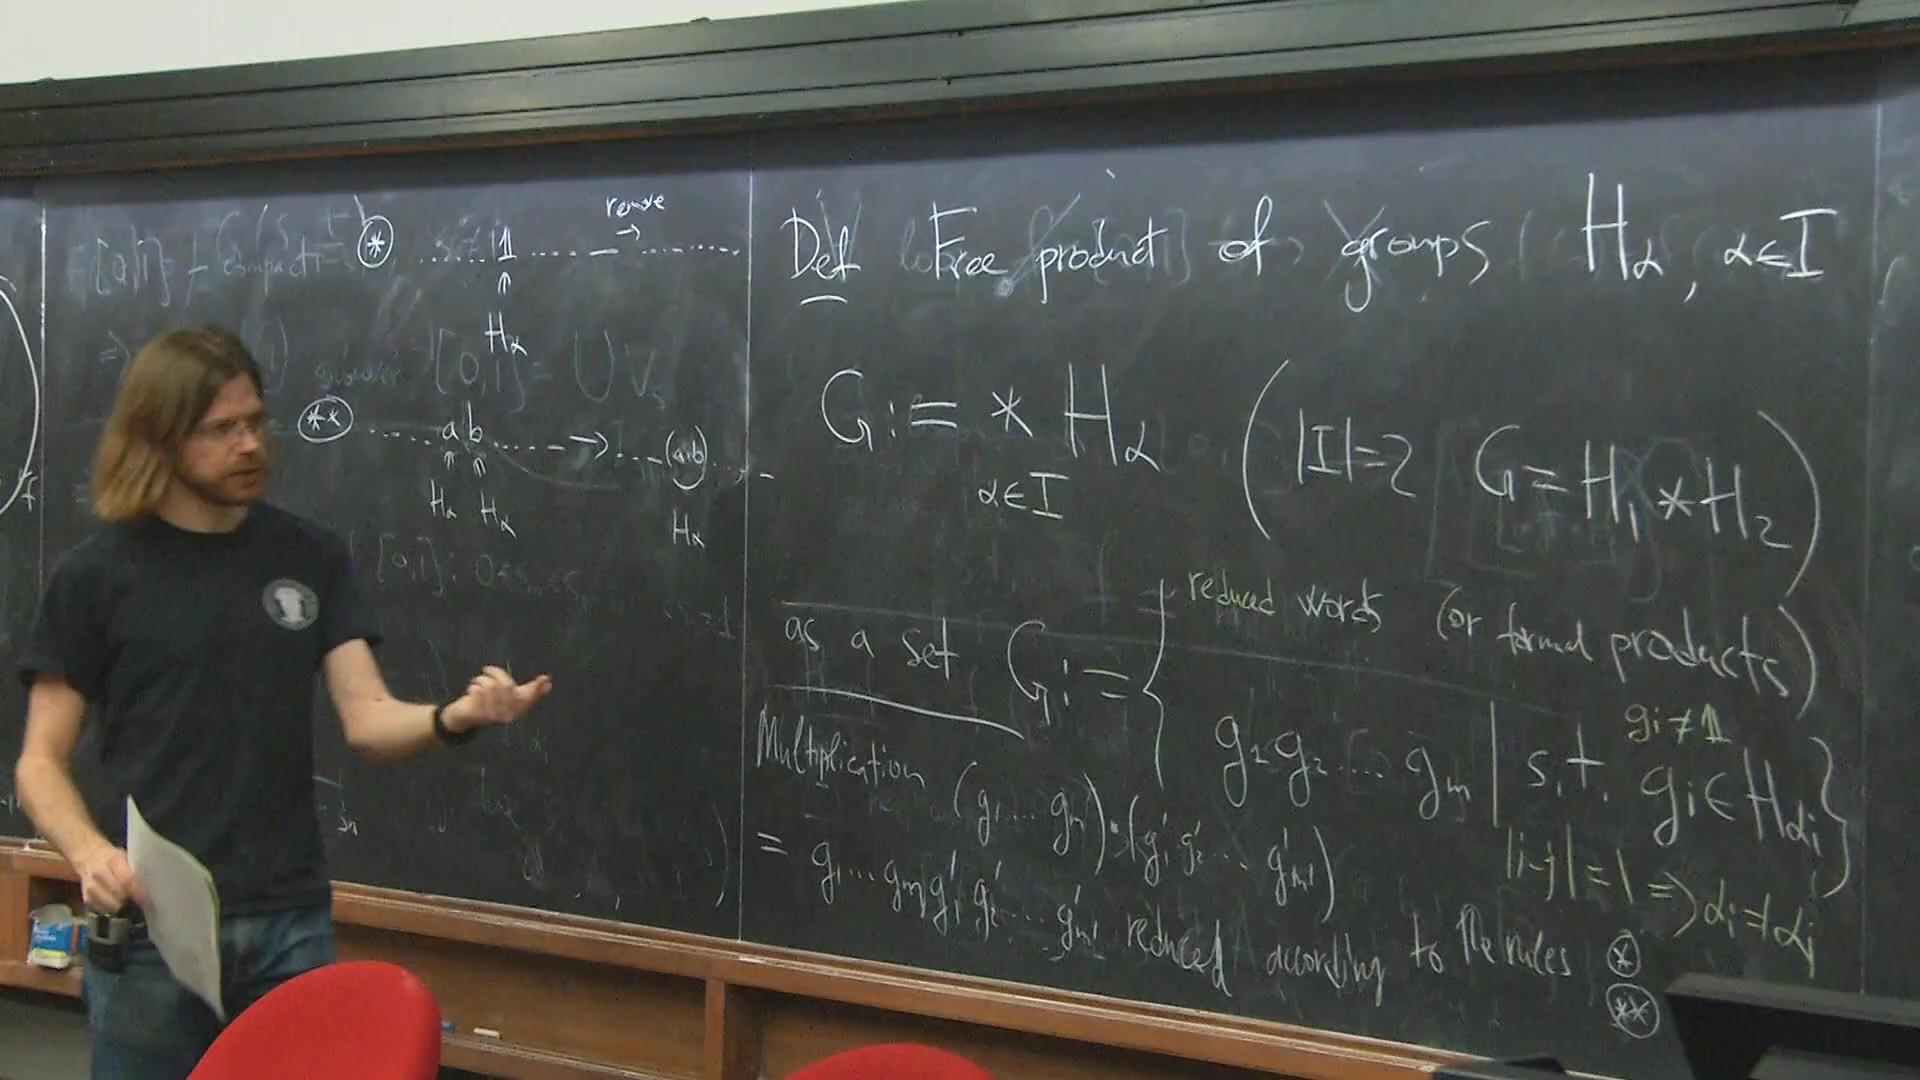 ⊛ ........ 1 .... → ........
remove
↑
H_α
⊛⊛ ..... a b ..... → ... (a·b) ...
↑ ↑
H_α H_α H_α
[0,1] = ∪ V_s
Def Free product of groups H_α, α∈I
G := * H_α (|I|=2 G = H_1 * H_2)
α∈I
as a set G := { reduced words (or formal products)
g_1 g_2 .... g_m | s.t. g_i ≠ 1
g_i ∈ H_{α_i} }
|i-j| = 1 ⇒ α_i ≠ α_j
Multiplication (g_1 ... g_m)·(g'_1 g'_2 ... g'_{m'})
= g_1 ... g_m g'_1 g'_2 ... g'_{m'} reduced according to the rules ⊛
⊛⊛